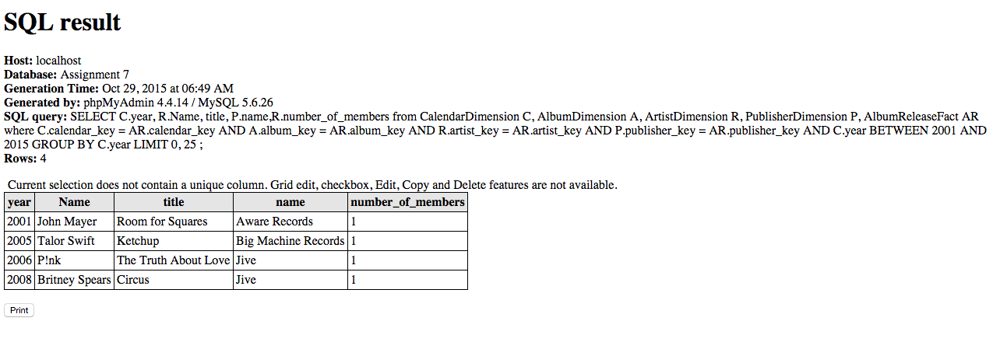 SQL result
Host: localhost
Database: Assignment 7
Generation Time: Oct 29, 2015 at 06:49 AM
Generated by: phpMyAdmin 4.4.14 / MySQL 5.6.26
SQL query: SELECT C.year, R.Name, title, P.name,R.number_of_members from CalendarDimension C, AlbumDimension A, ArtistDimension R, PublisherDimension P, AlbumReleaseFact AR
where C.calendar_key = AR.calendar_key AND A.album_key = AR.album_key AND R.artist_key = AR.artist_key AND P.publisher_key = AR.publisher_key AND C.year BETWEEN 2001 AND
2015 GROUP BY C.year LIMIT 0, 25 ;
Rows: 4
Current selection does not contain a unique column. Grid edit, checkbox, Edit, Copy and Delete features are not available.
year Name title name number_of_members
2001 John Mayer Room for Squares Aware Records 1
2005 Talor Swift Ketchup Big Machine Records 1
2006 P!nk The Truth About Love Jive 1
2008 Britney Spears Circus Jive 1
Print